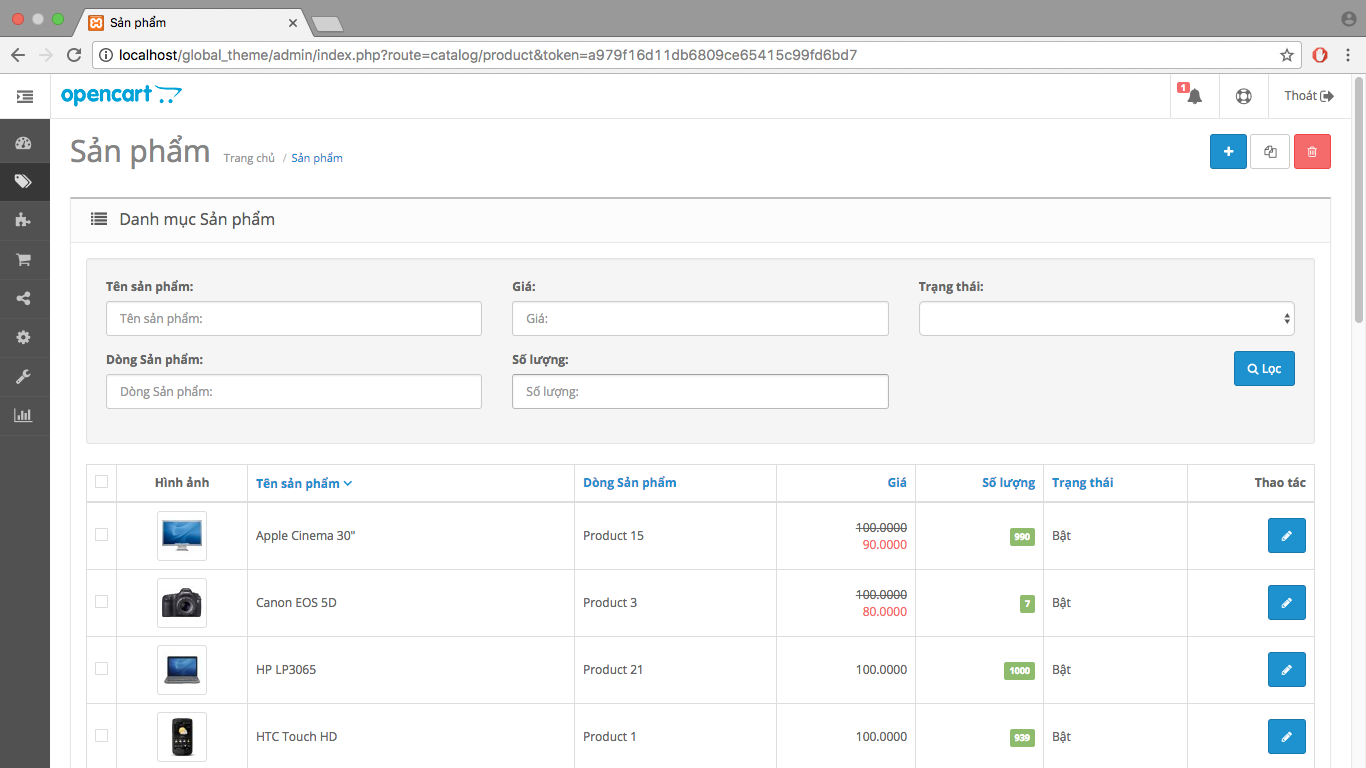 Sản phẩm
localhost/global_theme/admin/index.php?route=catalog/product&token=a979f16d11db6809ce65415c99fd6bd7
opencart
1
Thoát
Sản phẩm
Trang chủ / Sản phẩm
Danh mục Sản phẩm
Tên sản phẩm:
Giá:
Trạng thái:
Tên sản phẩm:
Giá:
Dòng Sản phẩm:
Số lượng:
Lọc
Dòng Sản phẩm:
Số lượng:
Hình ảnh Tên sản phẩm Dòng Sản phẩm Giá Số lượng Trạng thái Thao tác
Apple Cinema 30" Product 15 100.0000 90.0000 990 Bật
Canon EOS 5D Product 3 100.0000 80.0000 7 Bật
HP LP3065 Product 21 100.0000 1000 Bật
HTC Touch HD Product 1 100.0000 939 Bật